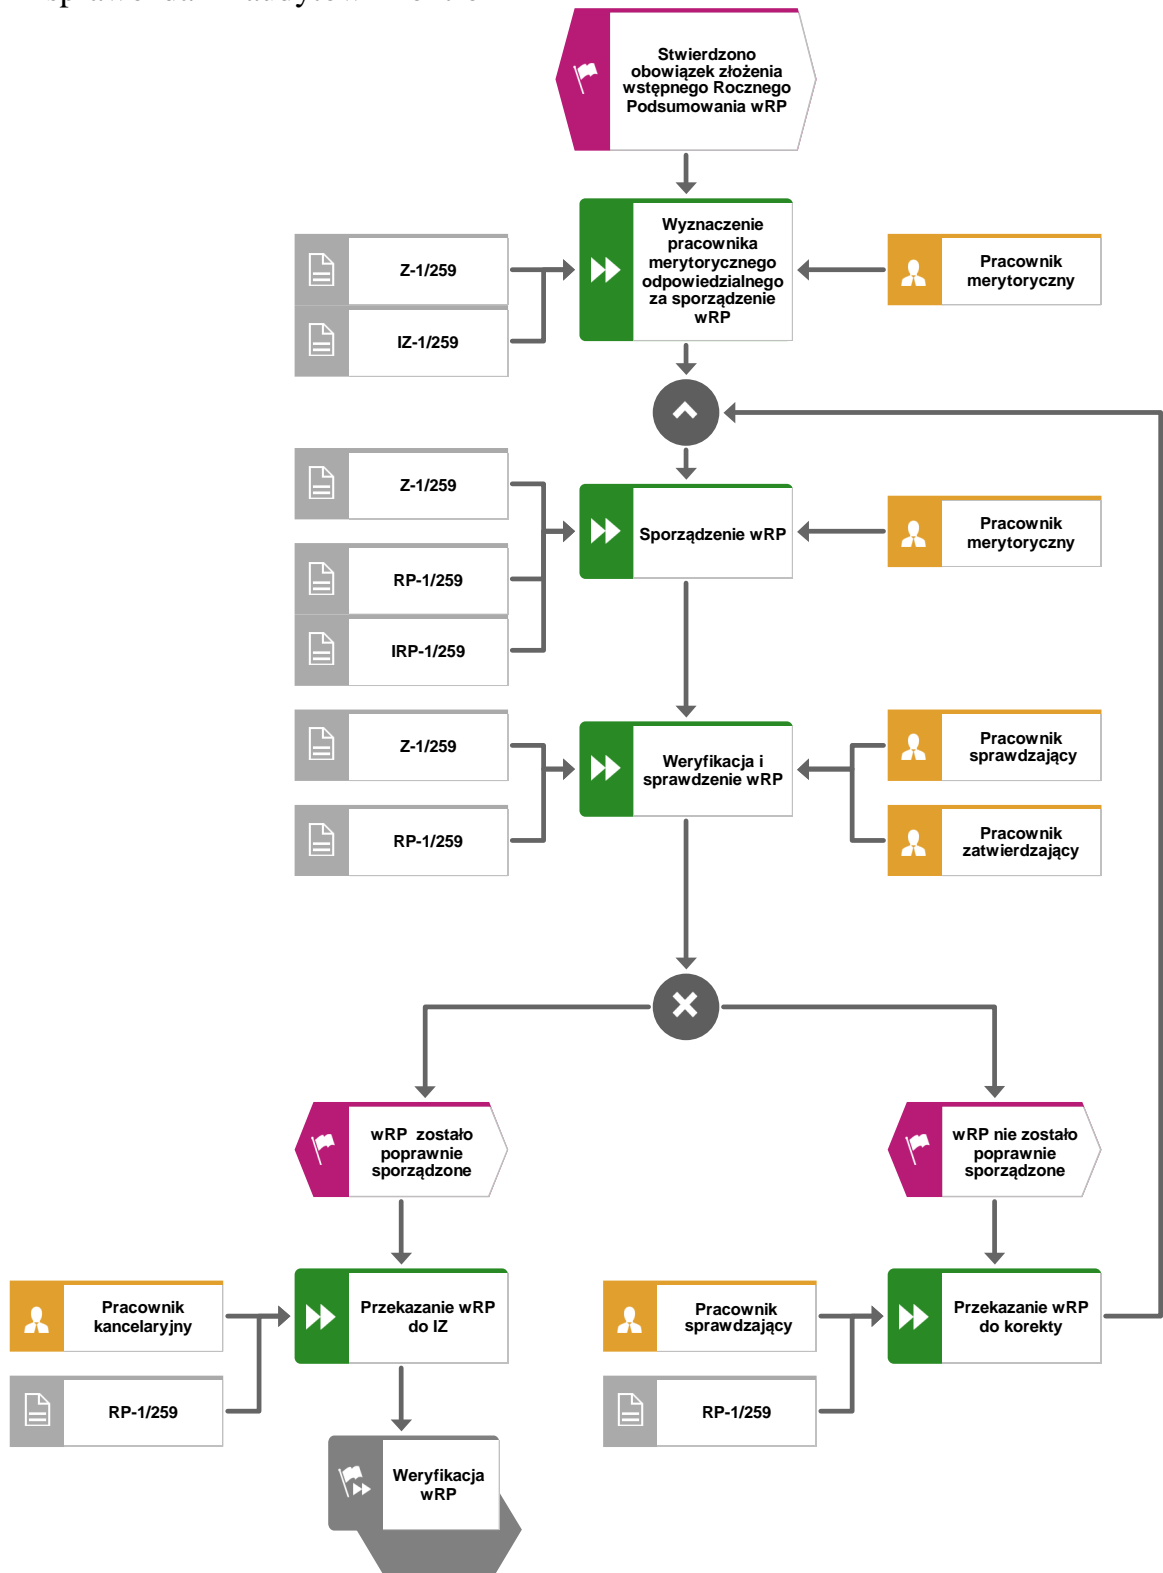 Stwierdzono
obowiązek złożenia
wstępnego Rocznego
Podsumowania wRP
Wyznaczenie
pracownika
merytorycznego
odpowiedzialnego
za sporządzenie
wRP
Z-1/259
IZ-1/259
Pracownik
merytoryczny
Z-1/259
RP-1/259
IRP-1/259
Sporządzenie wRP
Pracownik
merytoryczny
Z-1/259
RP-1/259
Weryfikacja i
sprawdzenie wRP
Pracownik
sprawdzający
Pracownik
zatwierdzający
wRP zostało
poprawnie
sporządzone
wRP nie zostało
poprawnie
sporządzone
Pracownik
kancelaryjny
RP-1/259
Przekazanie wRP
do IZ
Pracownik
sprawdzający
RP-1/259
Przekazanie wRP
do korekty
Weryfikacja
wRP